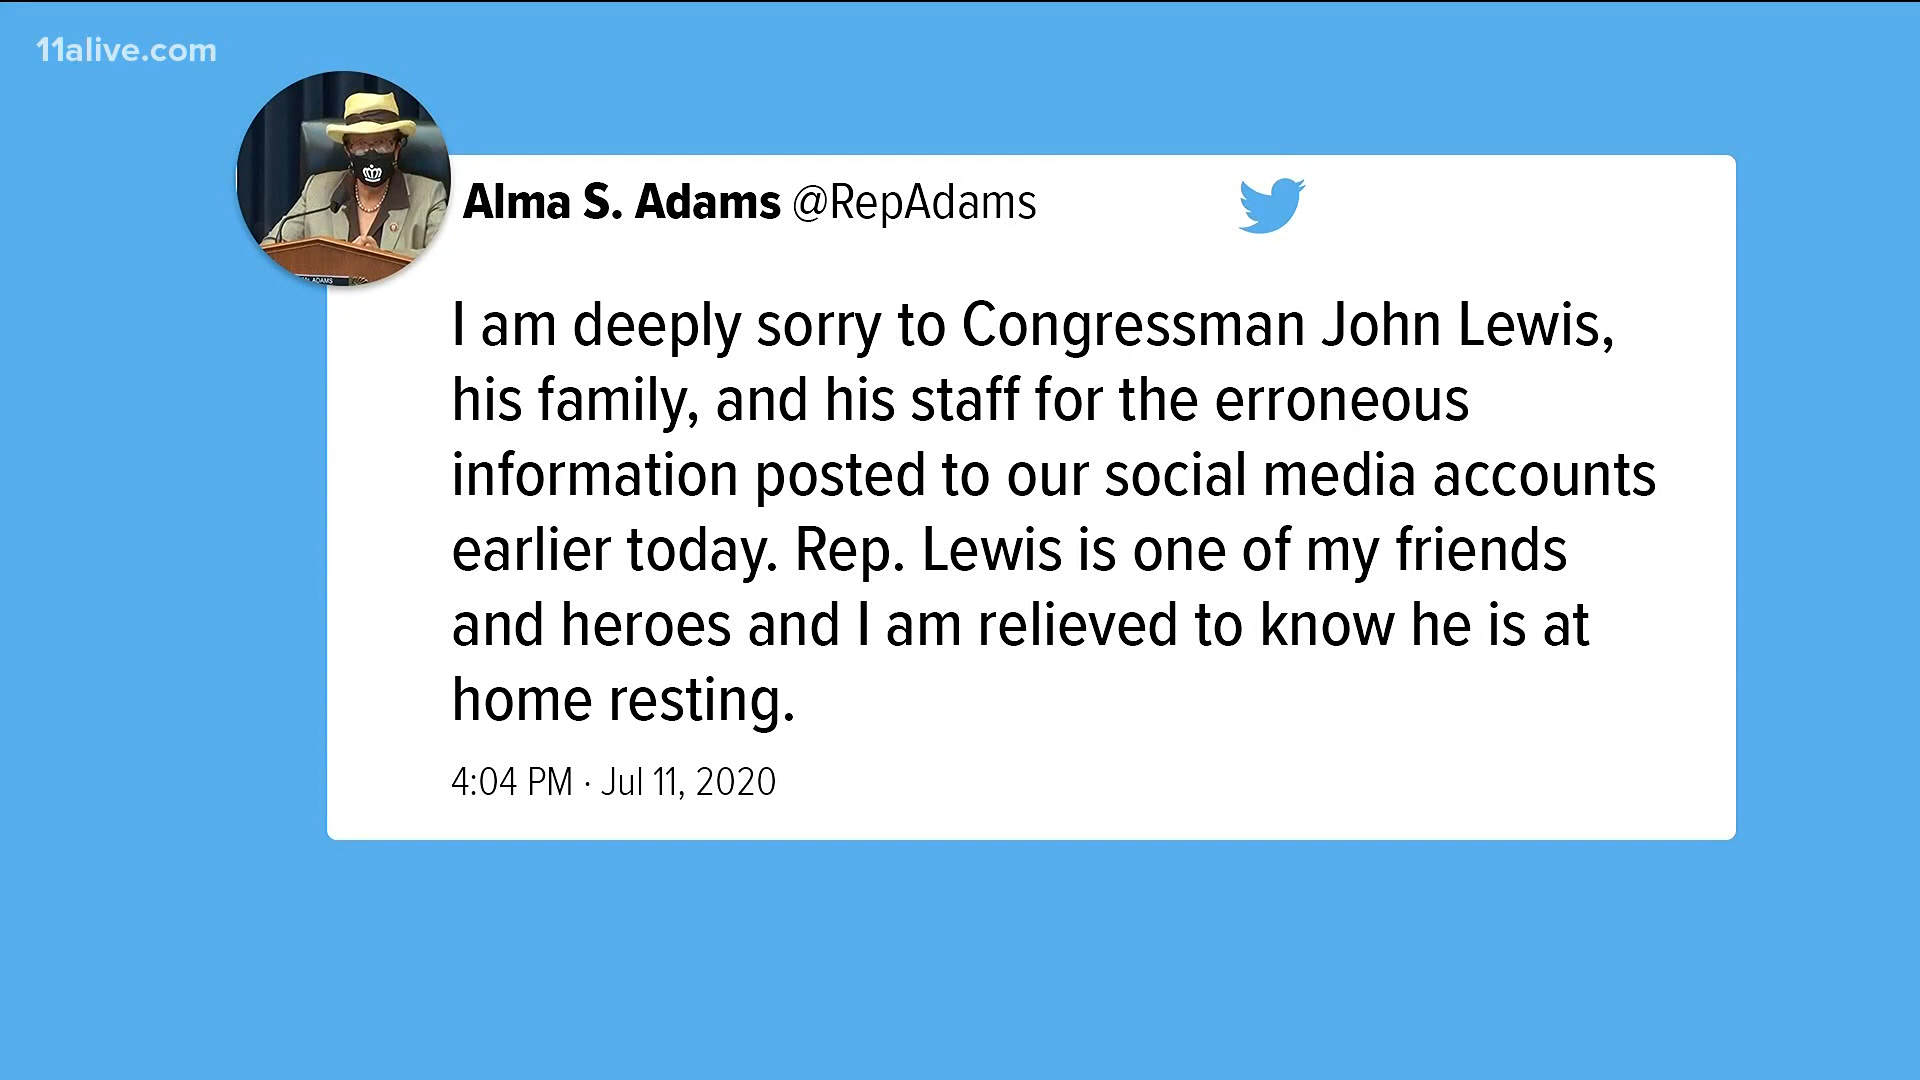 11alive.com
Alma S. Adams @RepAdams
I am deeply sorry to Congressman John Lewis,
his family, and his staff for the erroneous
information posted to our social media accounts
earlier today. Rep. Lewis is one of my friends
and heroes and I am relieved to know he is at
home resting.
4:04 PM · Jul 11, 2020
ADAMS